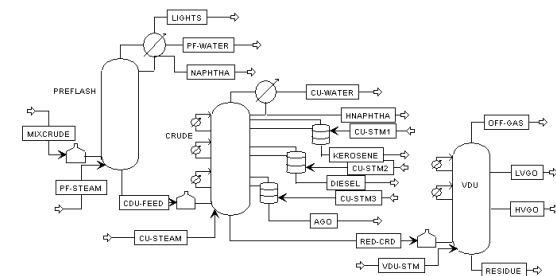 LIGHTS
PF-WATER
NAPHTHA
PREFLASH
MIXCRUDE
PF-STEAM
CDU-FEED
CU-WATER
CRUDE
HNAPHTHA
CU-STM1
KEROSENE
CU-STM2
DIESEL
CU-STM3
AGO
CU-STEAM
RED-CRD
OFF-GAS
VDU
LVGO
HVGO
VDU-STM
RESIDUE